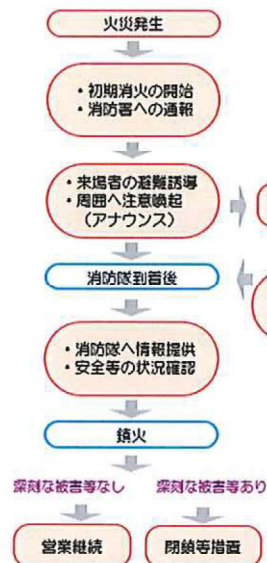 火災発生
・初期消火の開始
・消防署への通報
・来場者の避難誘導
・周囲へ注意喚起
（アナウンス）
消防隊到着後
・消防隊へ情報提供
・安全等の状況確認
鎮火
深刻な被害等なし
深刻な被害等あり
営業継続
閉鎖等措置